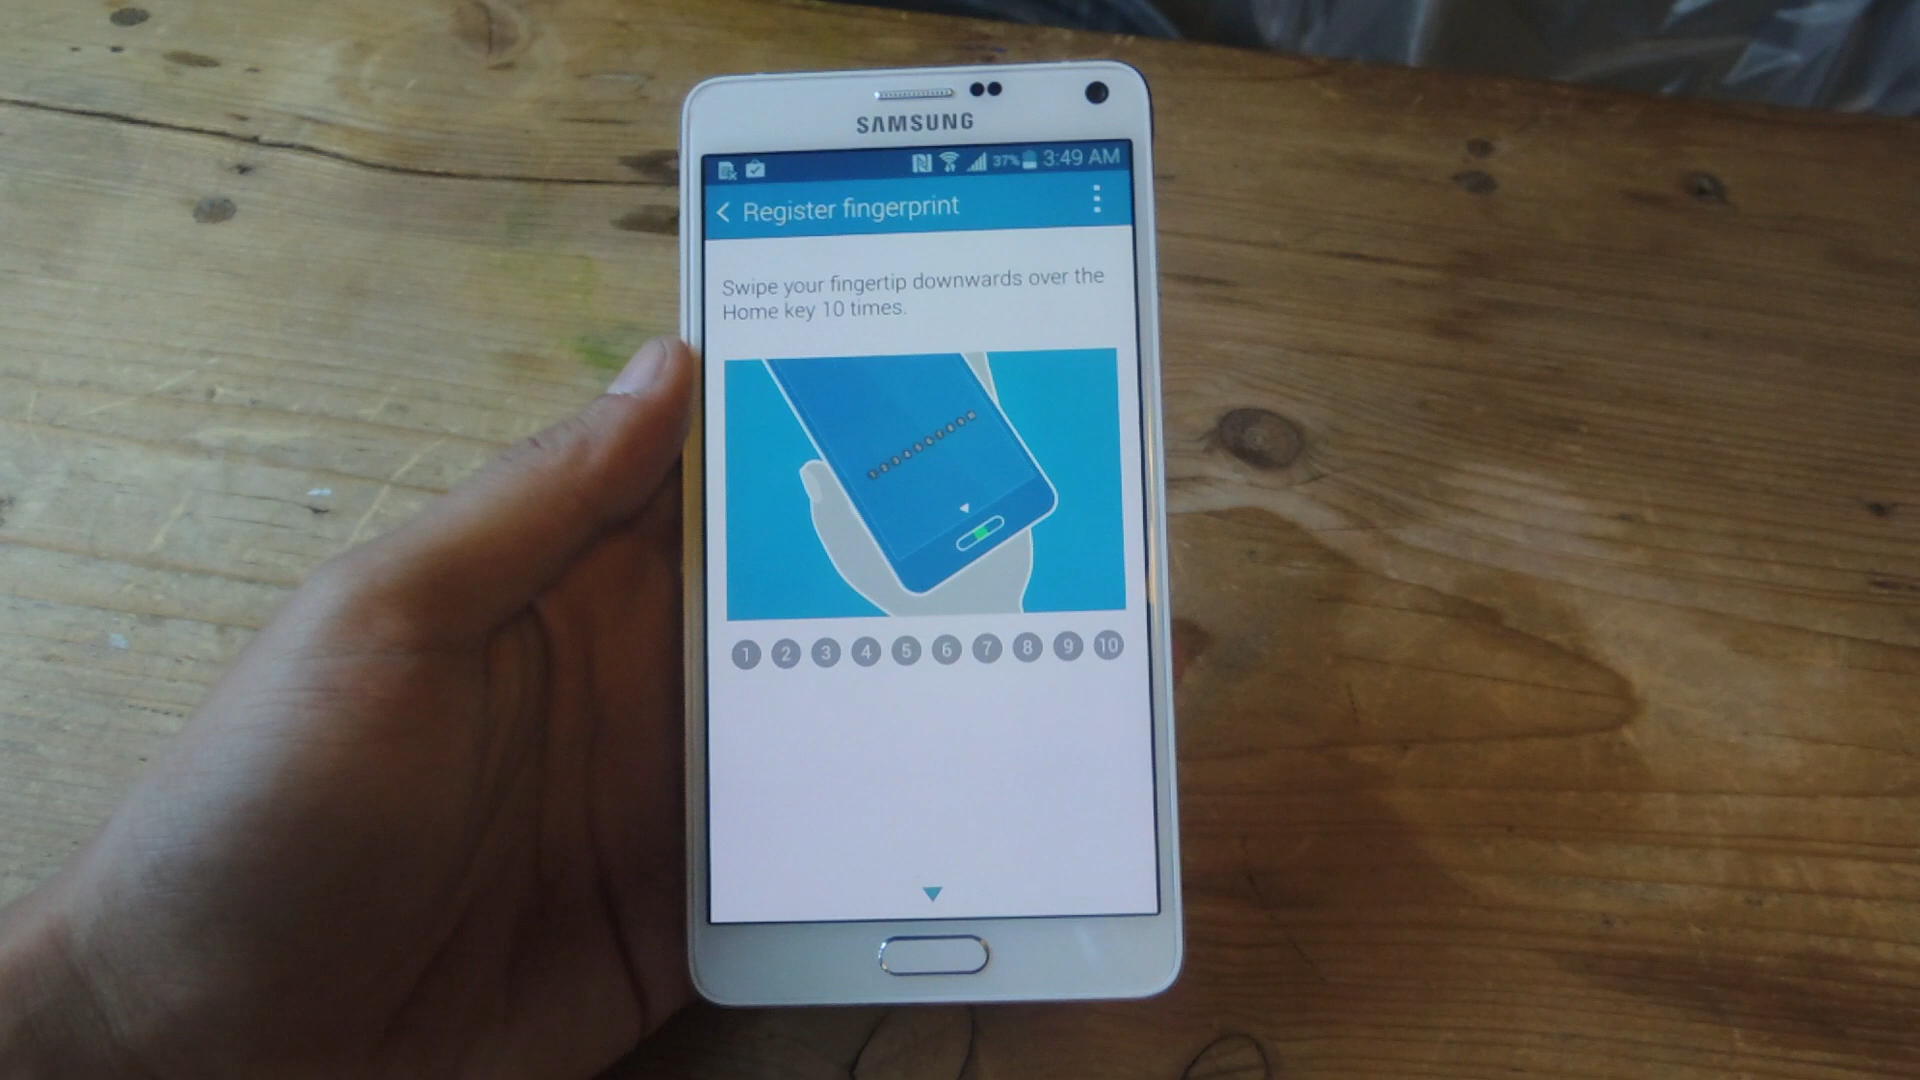 SAMSUNG
37% 3:49 AM
Register fingerprint
Swipe your fingertip downwards over the
Home key 10 times.
1 2 3 4 5 6 7 8 9 10